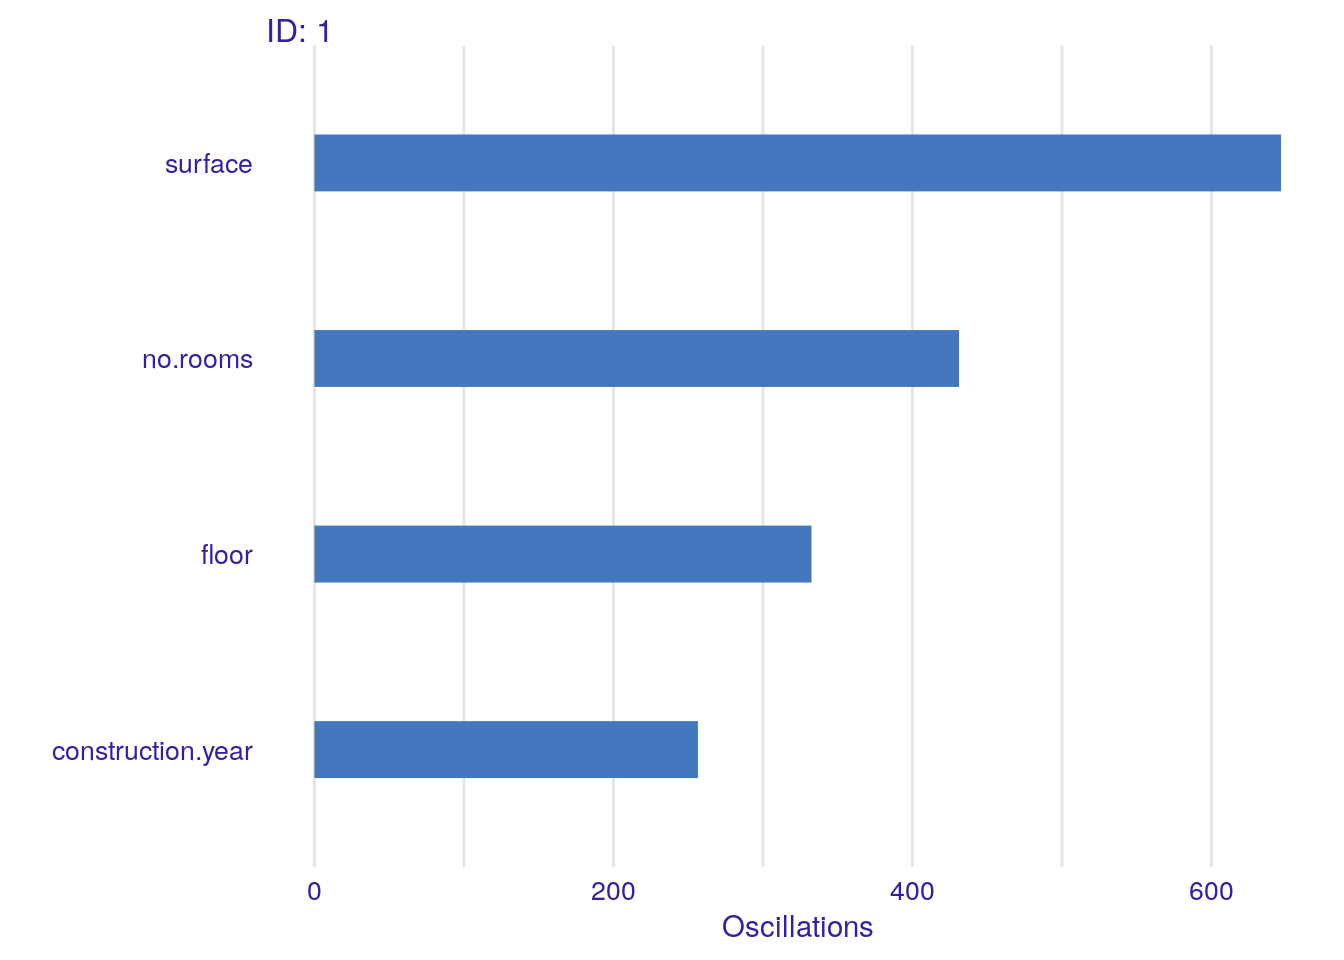 ID: 1
surface
no.rooms
floor
construction.year
0 200 400 600
Oscillations